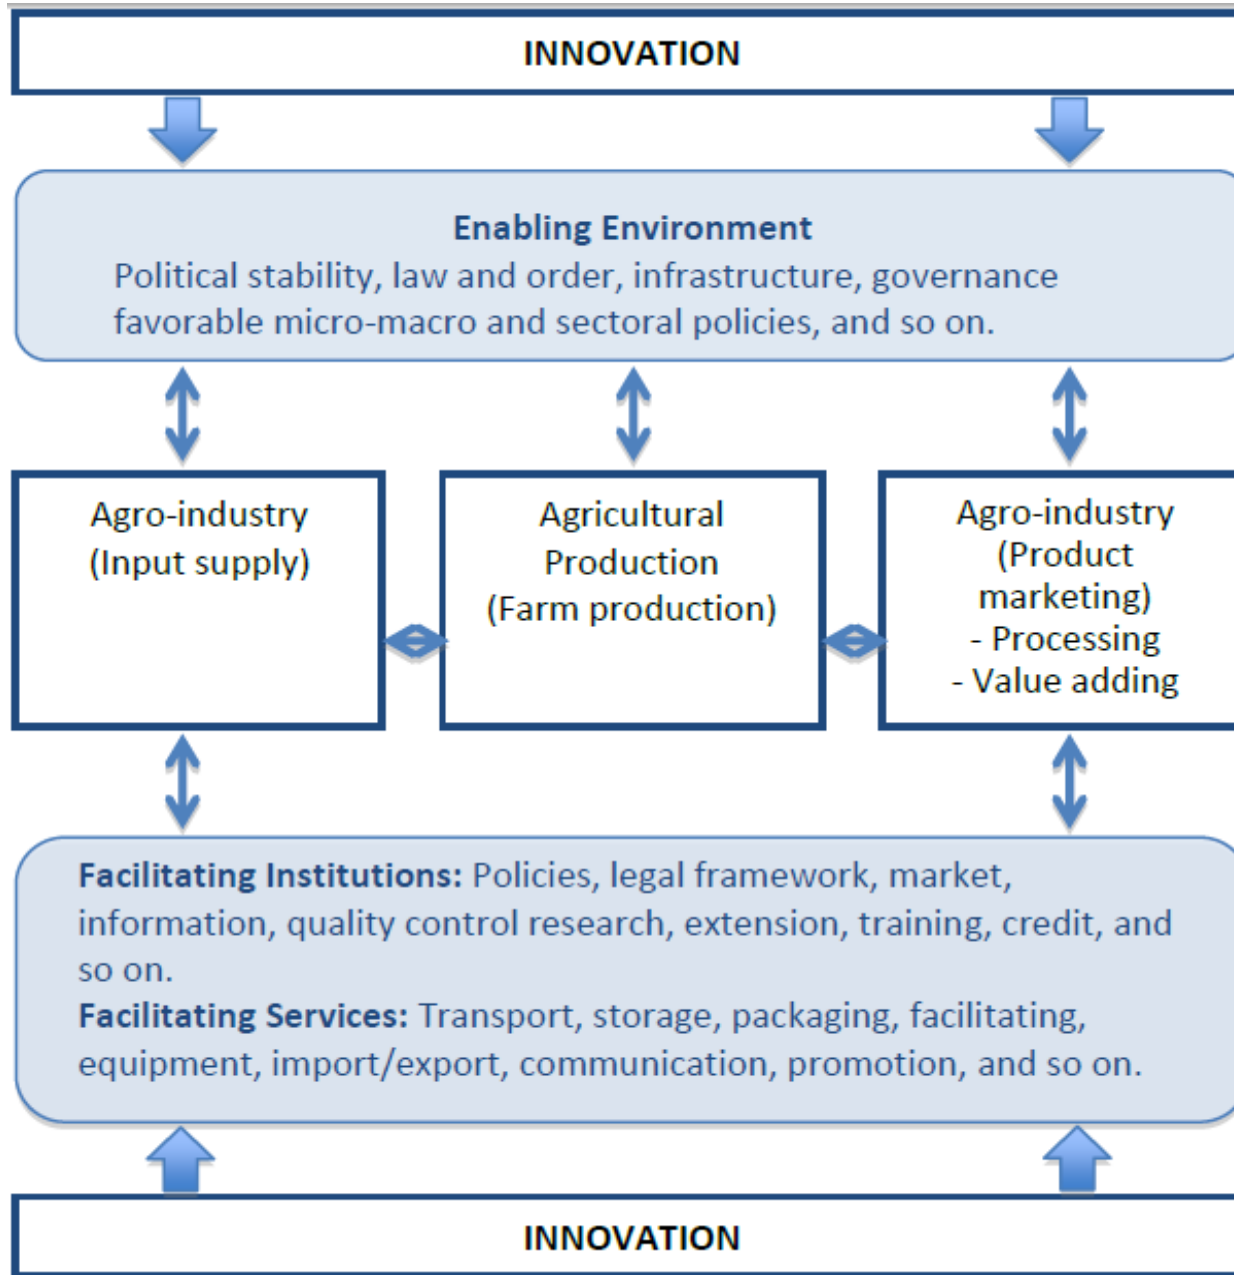 INNOVATION
Enabling Environment
Political stability, law and order, infrastructure, governance
favorable micro-macro and sectoral policies, and so on.
Agro-industry
(Input supply)
Agricultural
Production
(Farm production)
Agro-industry
(Product
marketing)
- Processing
- Value adding
Facilitating Institutions: Policies, legal framework, market,
information, quality control research, extension, training, credit, and
so on.
Facilitating Services: Transport, storage, packaging, facilitating,
equipment, import/export, communication, promotion, and so on.
INNOVATION